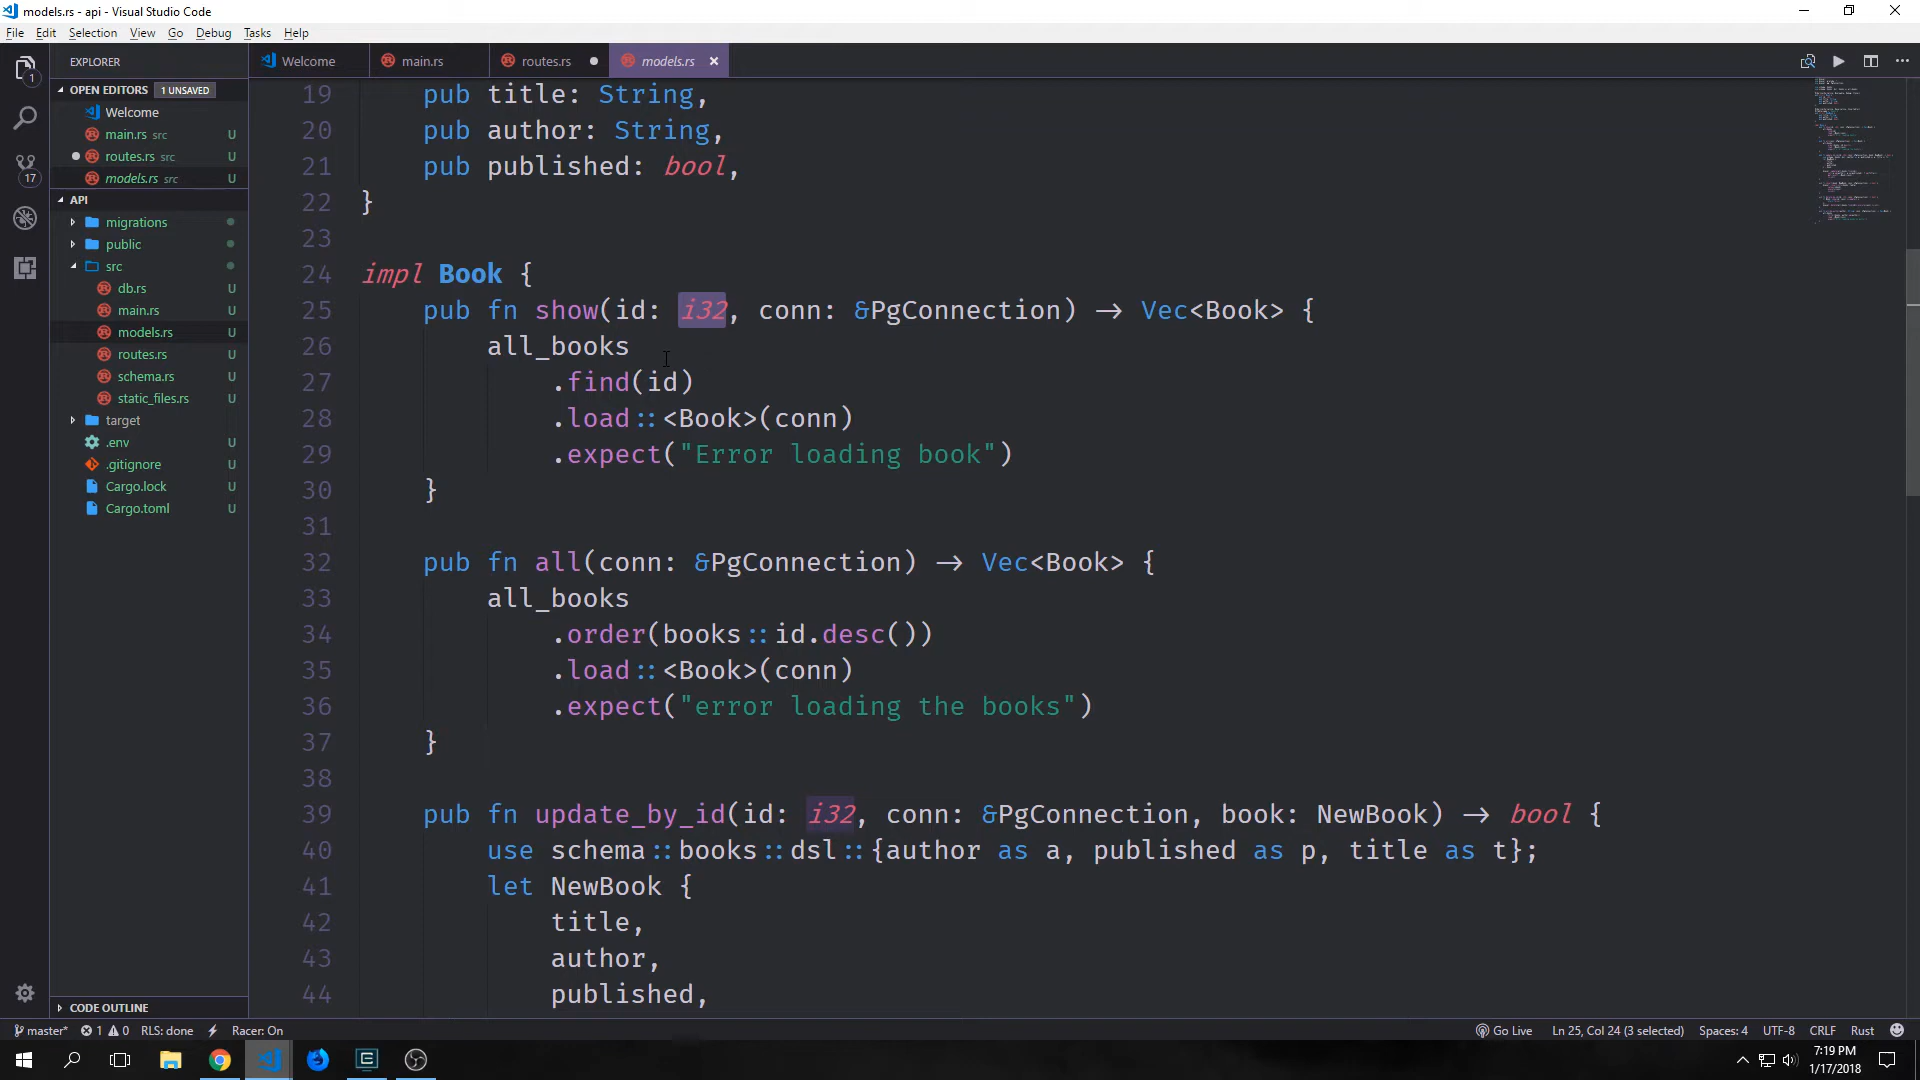 models.rs - api - Visual Studio Code
File Edit Selection View Go Debug Tasks Help
EXPLORER
Welcome main.rs routes.rs models.rs
1
17
OPEN EDITORS 1 UNSAVED
Welcome
main.rs src U
routes.rs src U
models.rs src U
API
migrations
public
src
db.rs U
main.rs U
models.rs U
routes.rs U
schema.rs U
static_files.rs U
target
.env U
.gitignore U
Cargo.lock U
Cargo.toml U
CODE OUTLINE
19 pub title: String,
20 pub author: String,
21 pub published: bool,
22 }
23
24 impl Book {
25 pub fn show(id: i32, conn: &PgConnection) → Vec<Book> {
26 all_books
27 .find(id)
28 .load::<Book>(conn)
29 .expect("Error loading book")
30 }
31
32 pub fn all(conn: &PgConnection) → Vec<Book> {
33 all_books
34 .order(books::id.desc())
35 .load::<Book>(conn)
36 .expect("error loading the books")
37 }
38
39 pub fn update_by_id(id: i32, conn: &PgConnection, book: NewBook) → bool {
40 use schema::books::dsl::{author as a, published as p, title as t};
41 let NewBook {
42 title,
43 author,
44 published,
master* 1 0 RLS: done Racer: On Go Live Ln 25, Col 24 (3 selected) Spaces: 4 UTF-8 CRLF Rust
7:19 PM
1/17/2018